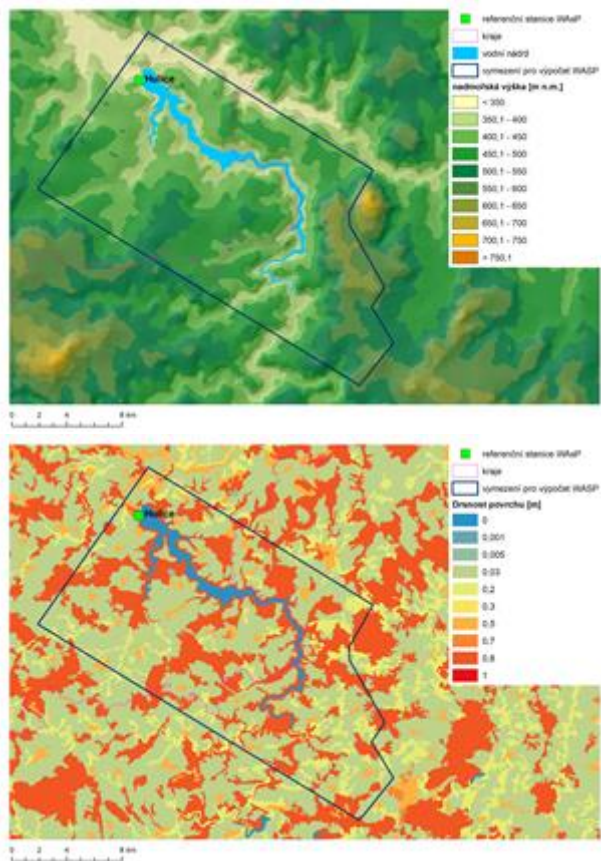 referenční stanice WAsP
kraje
vodní nádrž
vymezení pro výpočet WASP
nadmořská výška [m n.m.]
< 350
350,1 - 400
400,1 - 450
450,1 - 500
500,1 - 550
550,1 - 600
600,1 - 650
650,1 - 700
700,1 - 750
> 750,1
Hulice
0 2 4 8 km
referenční stanice WAsP
kraje
vymezení pro výpočet WASP
Drsnost povrchu [m]
0
0,001
0,005
0,03
0,2
0,3
0,5
0,7
0,8
1
Hulice
0 2 4 8 km